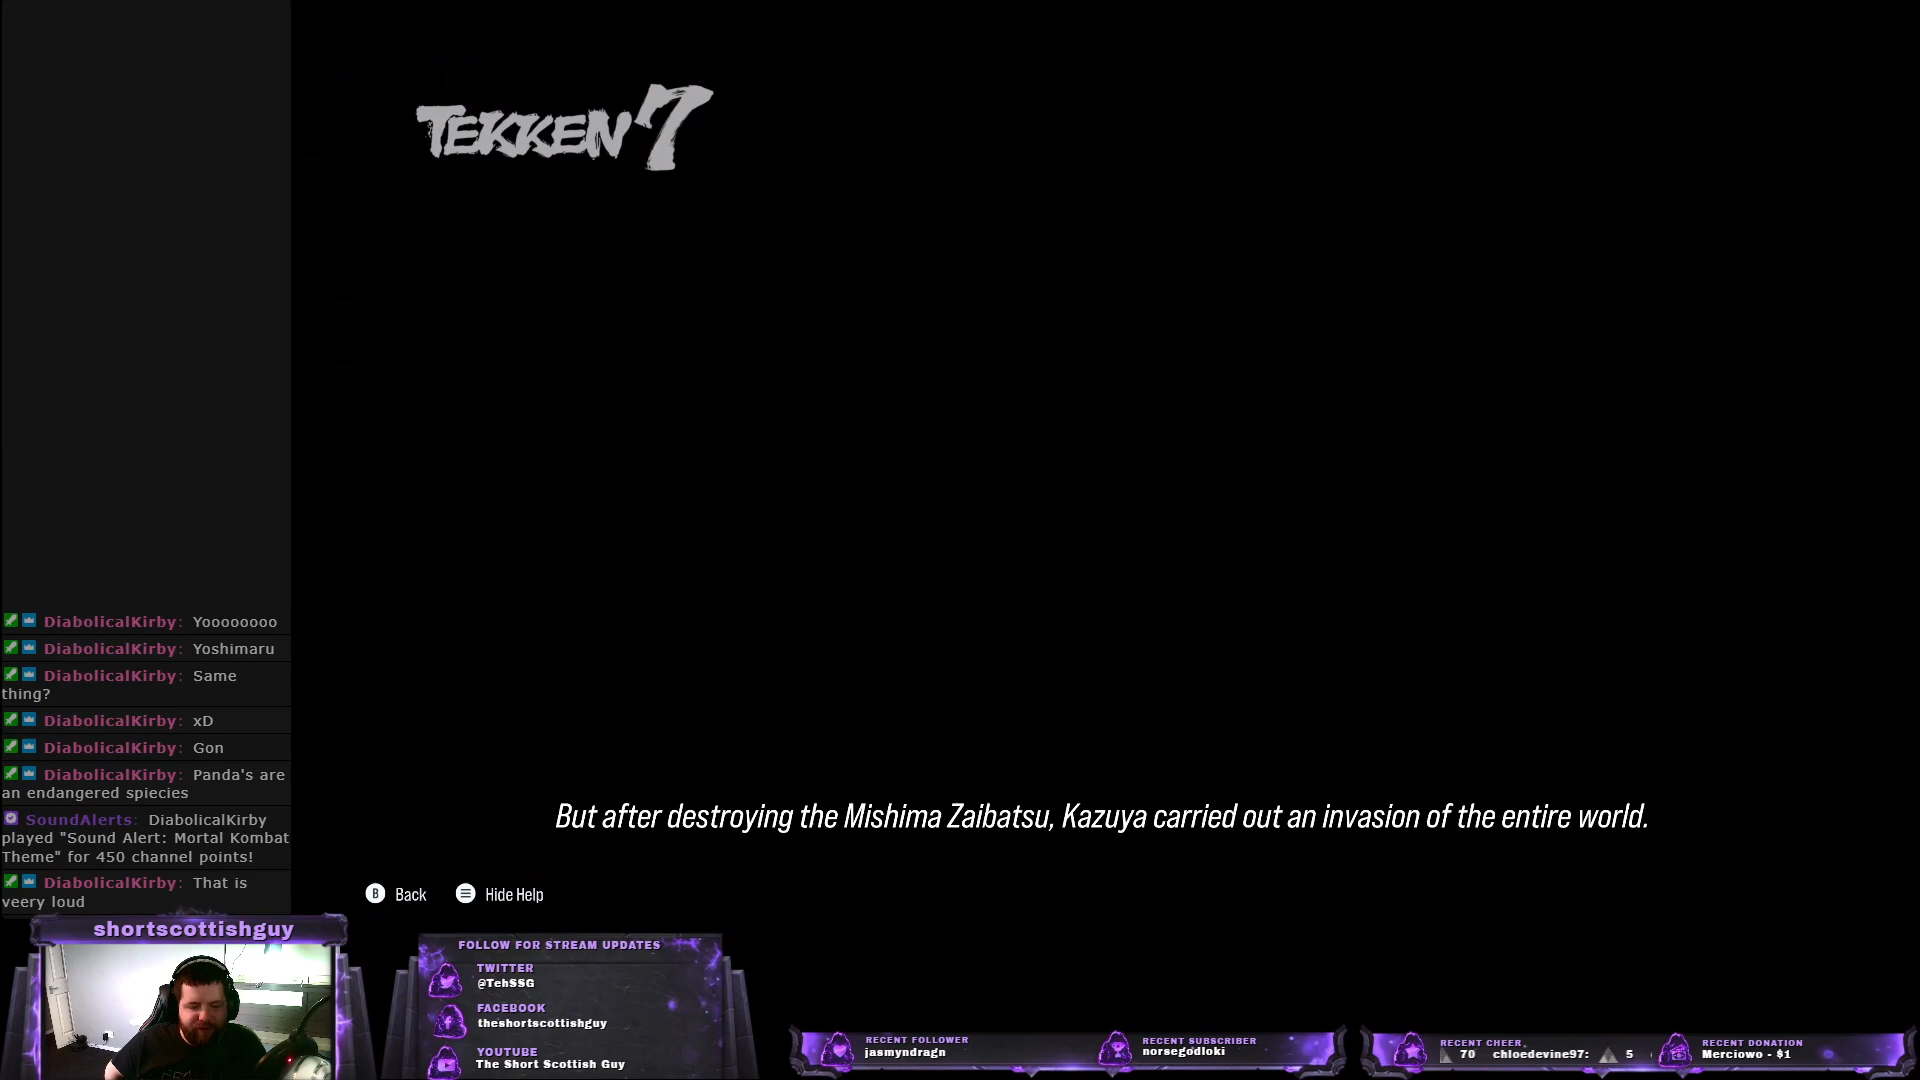 TEKKEN 7
DiabolicalKirby: Yoooooooo
DiabolicalKirby: Yoshimaru
DiabolicalKirby: Same
thing?
DiabolicalKirby: xD
DiabolicalKirby: Gon
DiabolicalKirby: Panda's are
an endangered spiecies
SoundAlerts: DiabolicalKirby
played "Sound Alert: Mortal Kombat
Theme" for 450 channel points!
DiabolicalKirby: That is
veery loud
But after destroying the Mishima Zaibatsu, Kazuya carried out an invasion of the entire world.
B Back Hide Help
shortscottishguy
FOLLOW FOR STREAM UPDATES
TWITTER
@TehSSG
FACEBOOK
theshortscottishguy
YOUTUBE
The Short Scottish Guy
RECENT FOLLOWER
jasmyndragn
RECENT SUBSCRIBER
norsegodloki
RECENT CHEER
70 chloedevine97: 5
RECENT DONATION
Merciowo - $1